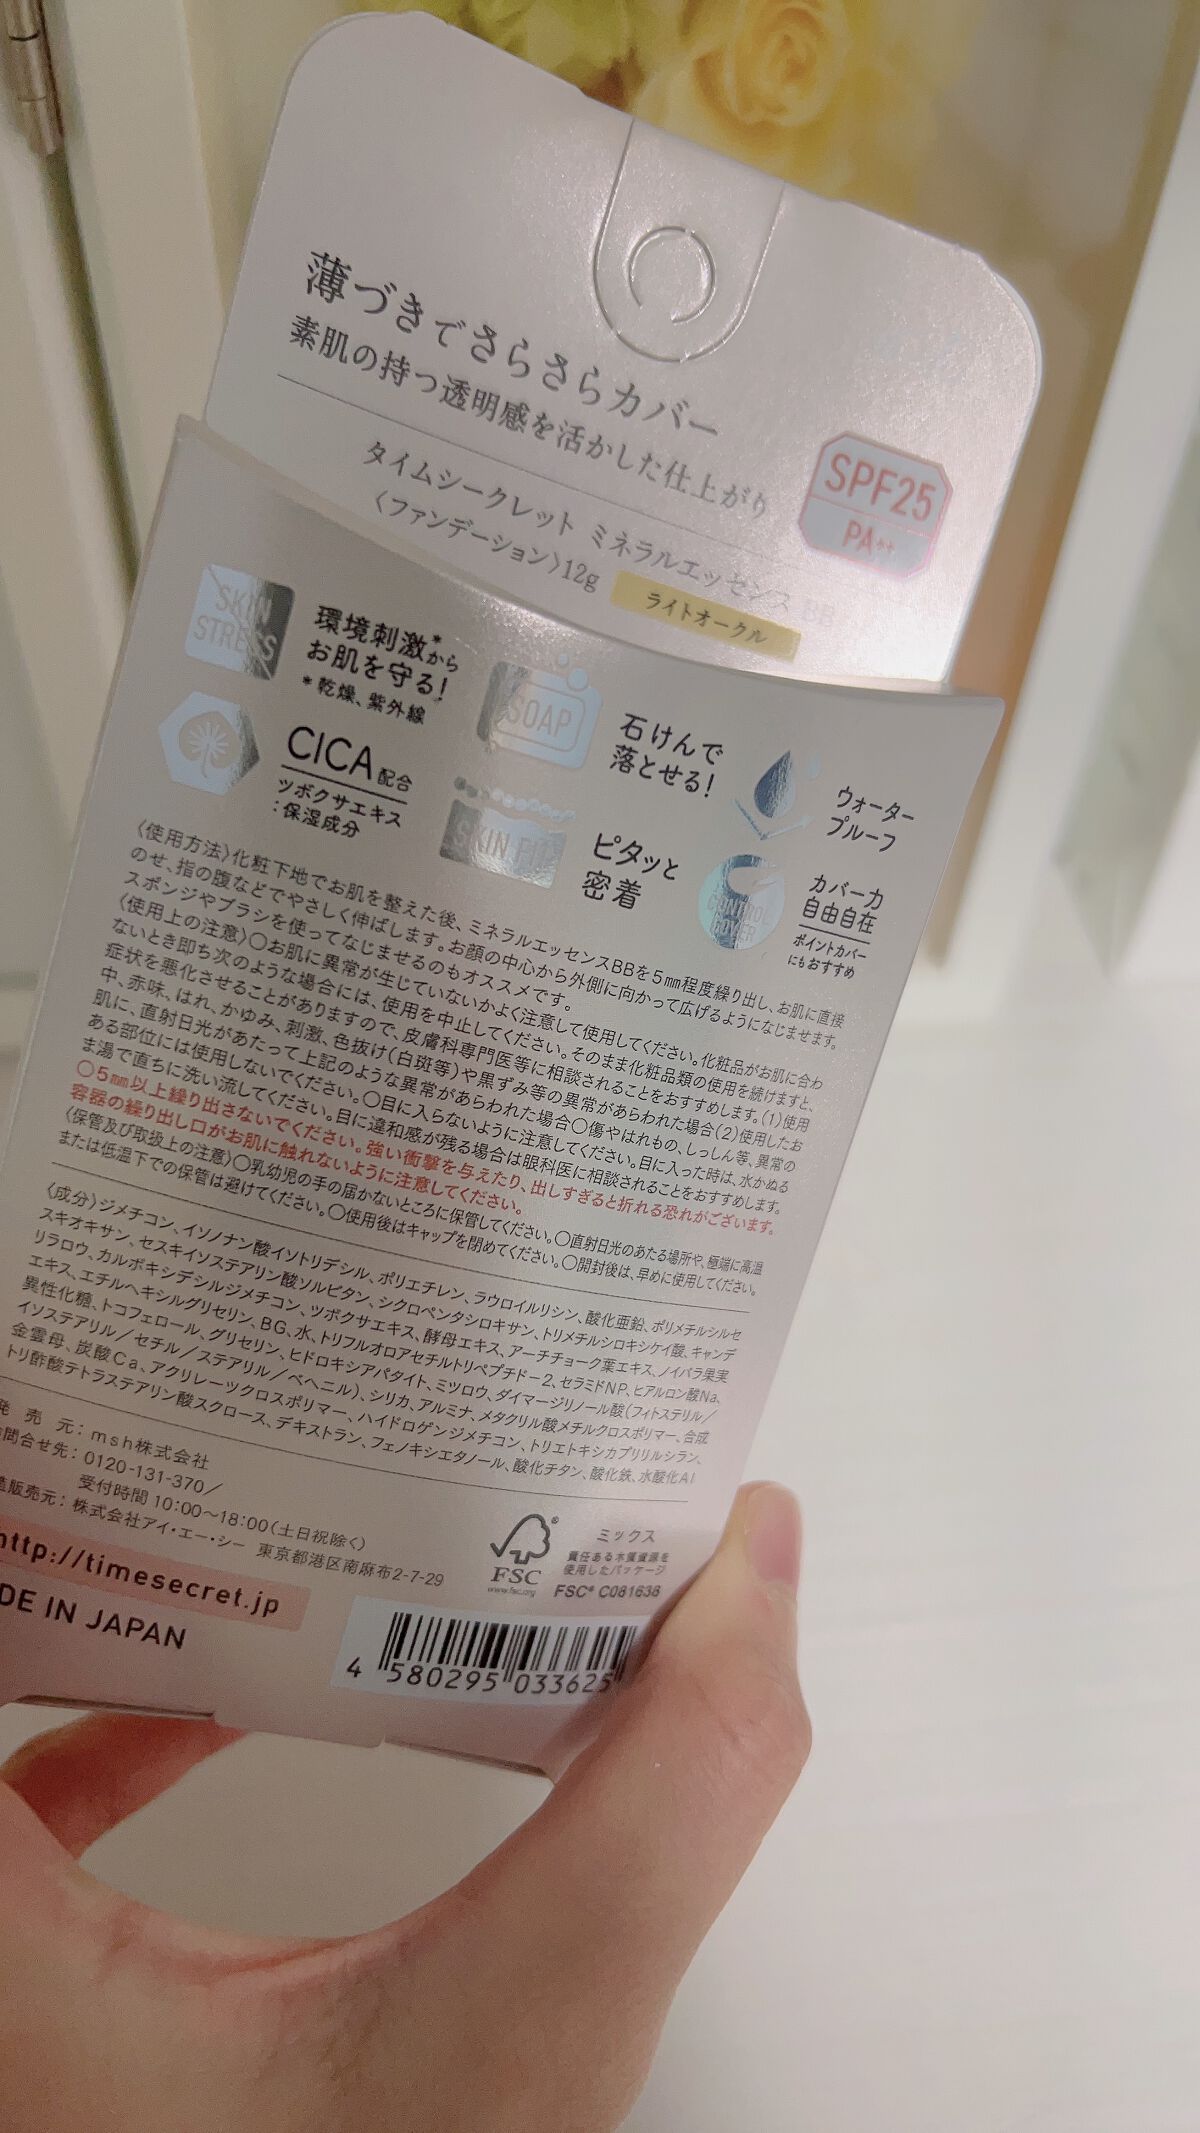 薄づきでさらさらカバー
素肌の持つ透明感を活かした仕上がり
タイムシークレット ミネラルエッセンス BB
〈ファンデーション〉12g
ライトオークル
SPF25
PA++
SKIN
STRESS
環境刺激*から
お肌を守る!
*乾燥、紫外線
SOAP
石けんで
落とせる!
ウォーター
プルーフ
CICA配合
ツボクサエキス
:保湿成分
SKIN FIT
ピタッと
密着
CONTROL
COVER
カバー力
自由自在
ポイントカバー
にもおすすめ
〈使用方法〉化粧下地でお肌を整えた後、ミネラルエッセンスBBを5㎜程度繰り出し、お肌に直接
のせ、指の腹などでやさしく伸ばします。お顔の中心から外側に向かって広げるようになじませます。
スポンジやブラシを使ってなじませるのもオススメです。
〈使用上の注意〉○お肌に異常が生じていないかよく注意して使用してください。化粧品がお肌に合わ
ないとき即ち次のような場合には、使用を中止してください。そのまま化粧品類の使用を続けますと、
症状を悪化させることがありますので、皮膚科専門医等に相談されることをおすすめします。(1)使用
中、赤味、はれ、かゆみ、刺激、色抜け(白斑等)や黒ずみ等の異常があらわれた場合(2)使用したお
肌に、直射日光があたって上記のような異常があらわれた場合○傷やはれもの、しっしん等、異常の
ある部位には使用しないでください。○目に入らないように注意してください。目に入った時は、水かぬる
ま湯で直ちに洗い流してください。目に違和感が残る場合は眼科医に相談されることをおすすめします。
○5㎜以上繰り出さないでください。強い衝撃を与えたり、出しすぎると折れる恐れがございます。
容器の繰り出し口がお肌に触れないように注意してください。
〈保管及び取扱上の注意〉○乳幼児の手の届かないところに保管してください。○直射日光のあたる場所や、極端に高温
または低温下での保管は避けてください。○使用後はキャップを閉めてください。○開封後は、早めに使用してください。
〈成分〉ジメチコン、イソノナン酸イソトリデシル、ポリエチレン、ラウロイルリシン、酸化亜鉛、ポリメチルシルセ
スキオキサン、セスキイソステアリン酸ソルビタン、シクロペンタシロキサン、トリメチルシロキシケイ酸、キャンデ
リラロウ、カルボキシデシルジメチコン、ツボクサエキス、酵母エキス、アーチチョーク葉エキス、ノイバラ果実
エキス、エチルヘキシルグリセリン、BG、水、トリフルオロアセチルトリペプチド-2、セラミドNP、ヒアルロン酸Na、
異性化糖、トコフェロール、グリセリン、ヒドロキシアパタイト、ミツロウ、ダイマージリノール酸(フィトステリル/
イソステアリル/セチル/ステアリル/ベヘニル)、シリカ、アルミナ、メタクリル酸メチルクロスポリマー、合成
金雲母、炭酸Ca、アクリレーツクロスポリマー、ハイドロゲンジメチコン、トリエトキシカプリリルシラン、
トリ酢酸テトラステアリン酸スクロース、デキストラン、フェノキシエタノール、酸化チタン、酸化鉄、水酸化Al
発 売 元:msh株式会社
問合せ先:0120-131-370/
受付時間 10:00〜18:00(土日祝除く)
造販売元:株式会社アイ・エー・シー 東京都港区南麻布2-7-29
http://timesecret.jp
DE IN JAPAN
FSC
www.fsc.org
ミックス
責任ある木質資源を
使用したパッケージ
FSC® C081638
4 580295 033625